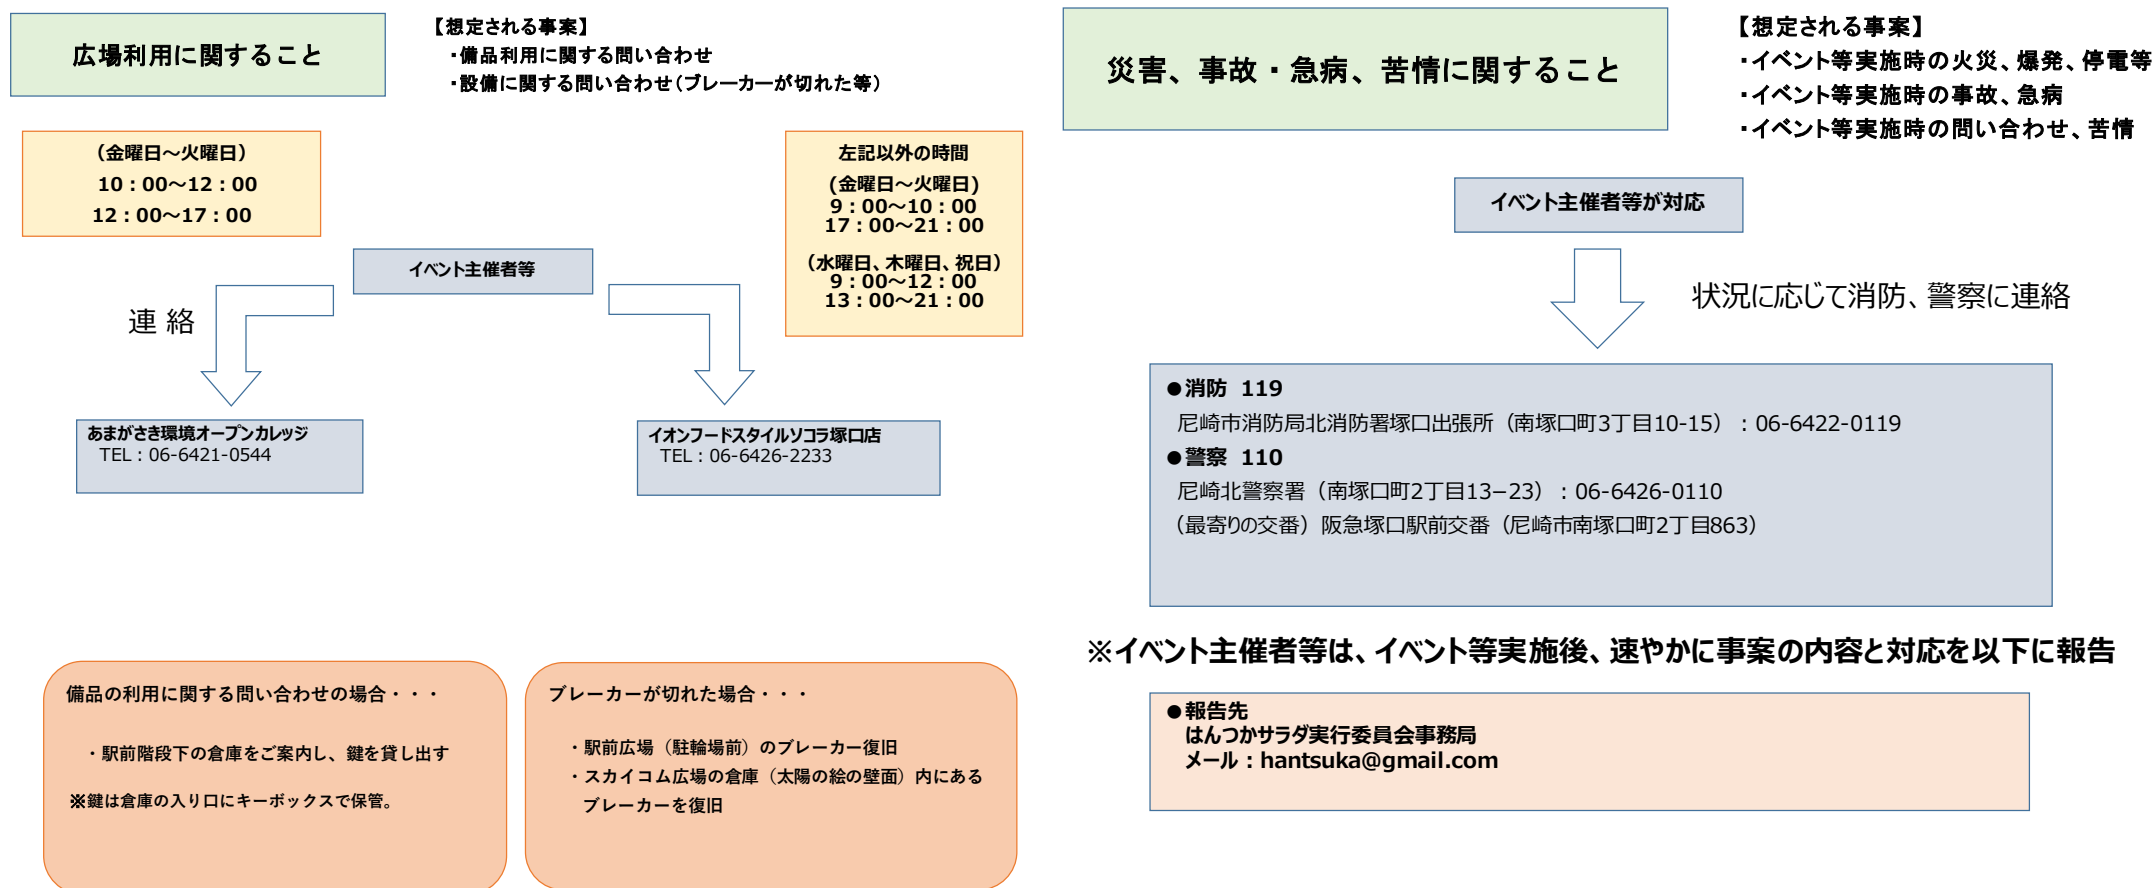 広場利用に関すること
【想定される事案】
・備品利用に関する問い合わせ
・設備に関する問い合わせ（ブレーカーが切れた等）
（金曜日～火曜日）
10：00～12：00
12：00～17：00
左記以外の時間
(金曜日～火曜日)
9：00～10：00
17：00～21：00
（水曜日、木曜日、祝日）
9：00～12：00
13：00～21：00
イベント主催者等
連 絡
あまがさき環境オープンカレッジ
TEL：06-6421-0544
イオンフードスタイルソコラ塚口店
TEL：06-6426-2233
備品の利用に関する問い合わせの場合・・・
・駅前階段下の倉庫をご案内し、鍵を貸し出す
※鍵は倉庫の入り口にキーボックスで保管。
ブレーカーが切れた場合・・・
・駅前広場（駐輪場前）のブレーカー復旧
・スカイコム広場の倉庫（太陽の絵の壁面）内にある
ブレーカーを復旧
災害、事故・急病、苦情に関すること
【想定される事案】
・イベント等実施時の火災、爆発、停電等
・イベント等実施時の事故、急病
・イベント等実施時の問い合わせ、苦情
イベント主催者等が対応
状況に応じて消防、警察に連絡
●消防 119
尼崎市消防局北消防署塚口出張所（南塚口町3丁目10-15）：06-6422-0119
●警察 110
尼崎北警察署（南塚口町2丁目13−23）：06-6426-0110
（最寄りの交番）阪急塚口駅前交番（尼崎市南塚口町2丁目863）
※イベント主催者等は、イベント等実施後、速やかに事案の内容と対応を以下に報告
●報告先
はんつかサラダ実行委員会事務局
メール：hantsuka@gmail.com